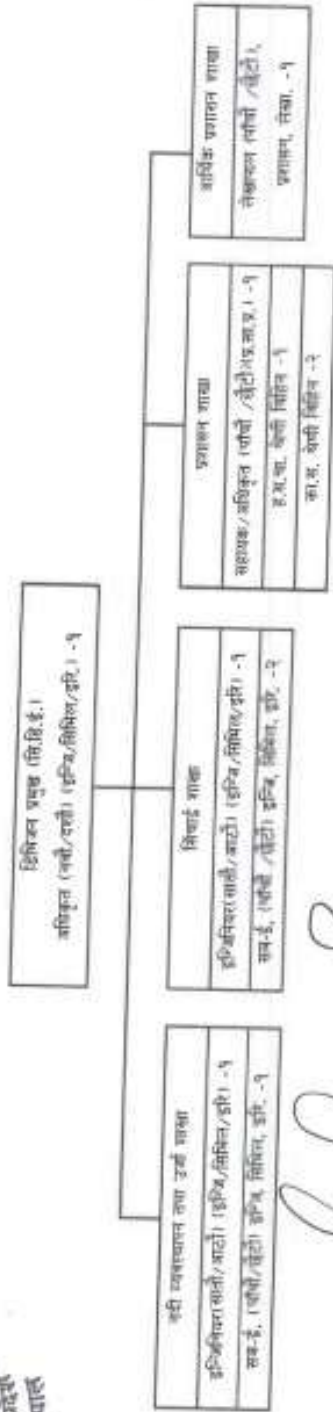 डिभिजन प्रमुख (सि.डि.ई.)
अधिकृत (नवौं/दशौं) (इन्जि/सिभिल/इरि.) -१
नदी व्यवस्थापन तथा उर्जा शाखा
इन्जिनियर(सातौं/आठौं) (इन्जि/सिभिल/इरि) -१
सब-ई. (पाँचौं/छैटौं) इन्जि, सिभिल, इरि. -१
सिंचाई शाखा
इन्जिनियर(सातौं/आठौं) (इन्जि/सिभिल/इरि) -१
सब-ई. (पाँचौं /छैटौं) इन्जि, सिभिल, इरि. -२
प्रशासन शाखा
सहायक/अधिकृत (पाँचौं /छैटौं)(प्र.सा.प्र.) -१
ह.स.चा. श्रेणी विहिन -१
का.स. श्रेणी विहिन -२
आर्थिक प्रशासन शाखा
लेखापाल (पाँचौं /छैटौं),
प्रशासन, लेखा. -१